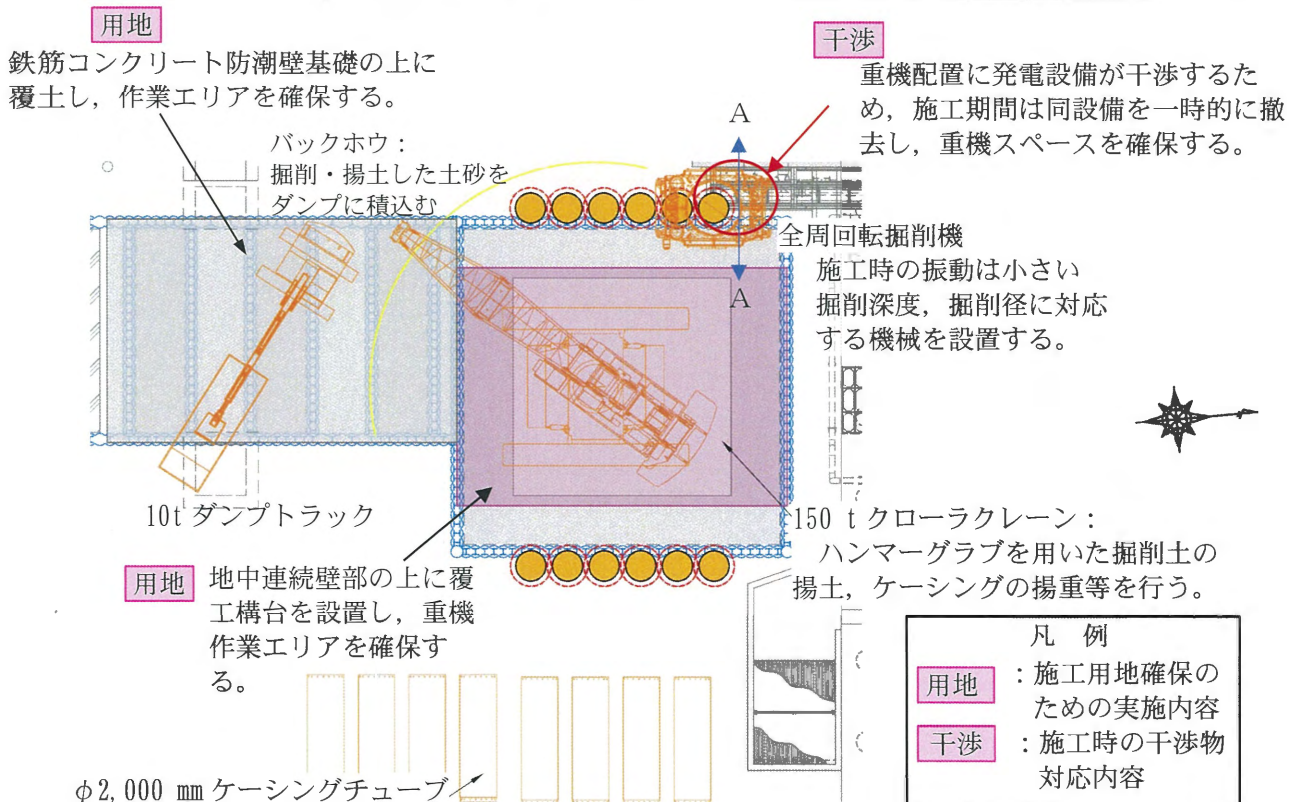 用地
鉄筋コンクリート防潮壁基礎の上に
覆土し，作業エリアを確保する。
干渉
重機配置に発電設備が干渉するた
め，施工期間は同設備を一時的に撤
去し，重機スペースを確保する。
バックホウ：
掘削・揚土した土砂を
ダンプに積込む
A
全周回転掘削機
施工時の振動は小さい
掘削深度，掘削径に対応
する機械を設置する。
A
10t ダンプトラック
150 t クローラクレーン：
ハンマーグラブを用いた掘削土の
揚土，ケーシングの揚重等を行う。
用地
地中連続壁部の上に覆
工構台を設置し，重機
作業エリアを確保す
る。
φ2,000 mm ケーシングチューブ
凡 例
用地 ：施工用地確保の
ための実施内容
干渉 ：施工時の干渉物
対応内容